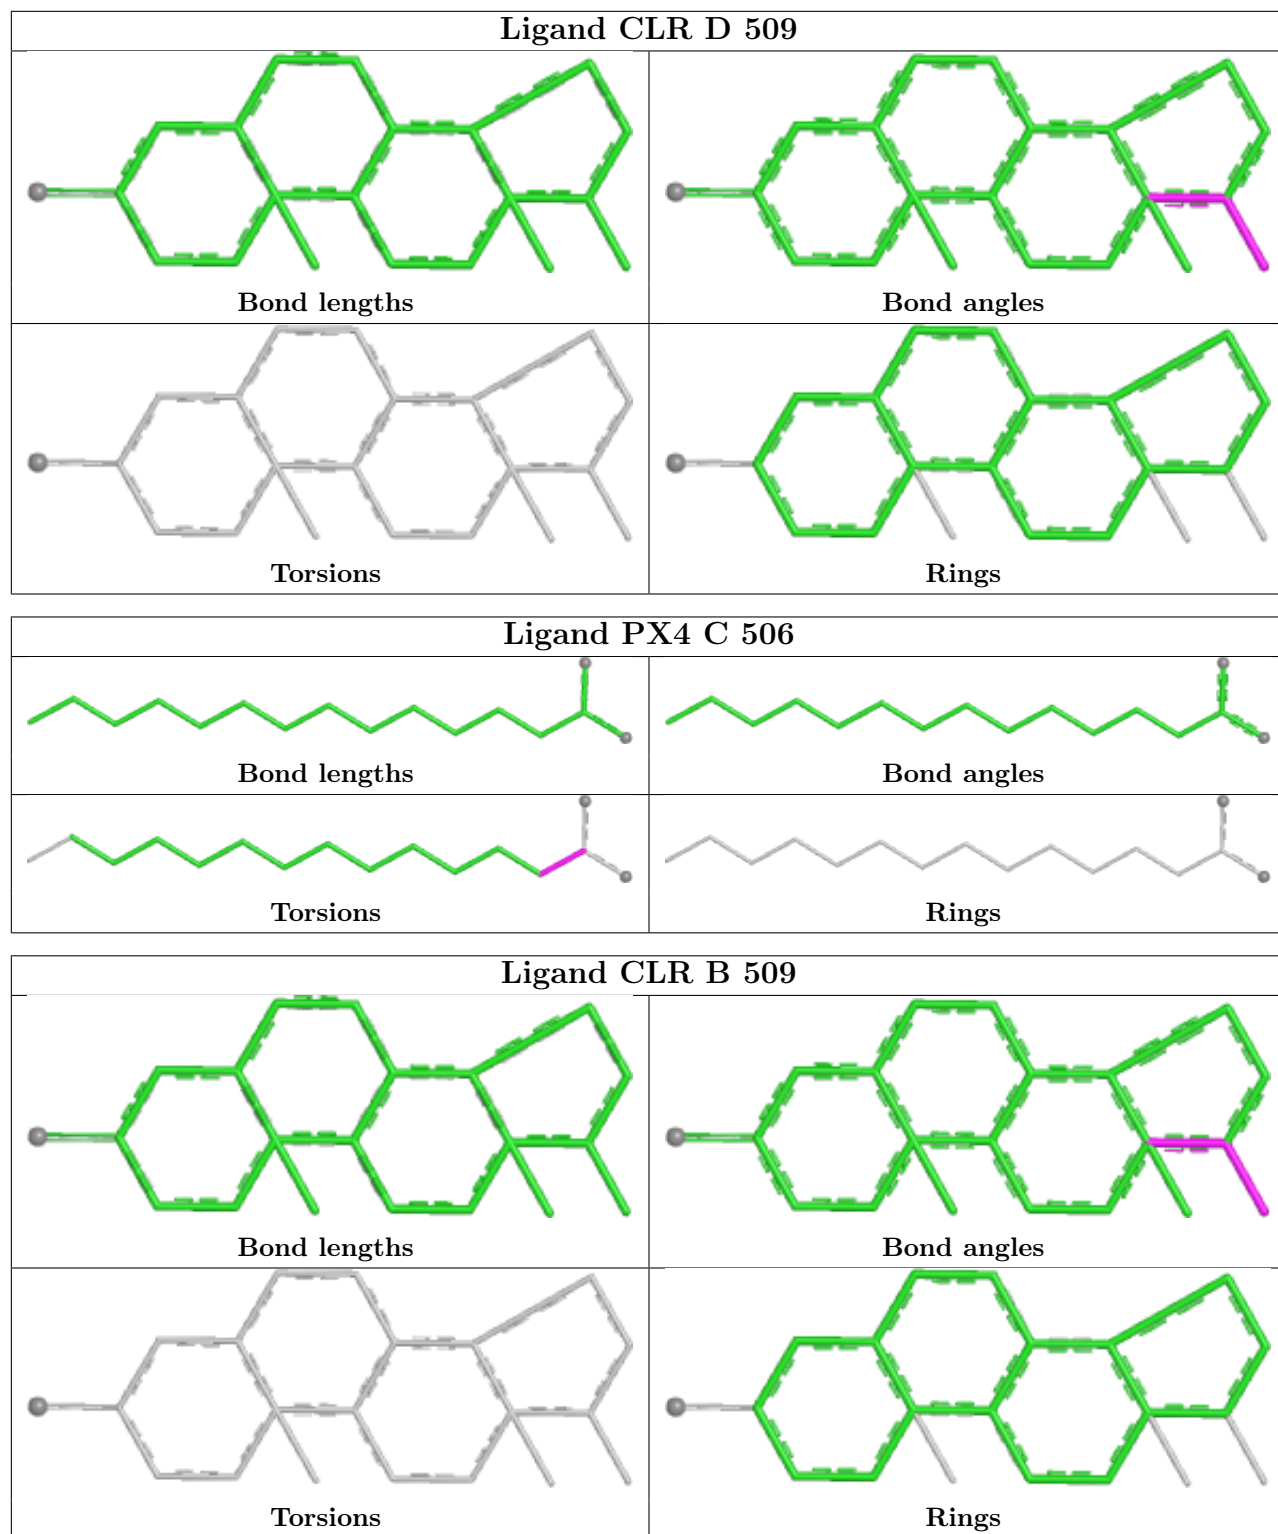 Ligand CLR D 509
Bond lengths
Bond angles
Torsions
Rings
Ligand PX4 C 506
Bond lengths
Bond angles
Torsions
Rings
Ligand CLR B 509
Bond lengths
Bond angles
Torsions
Rings